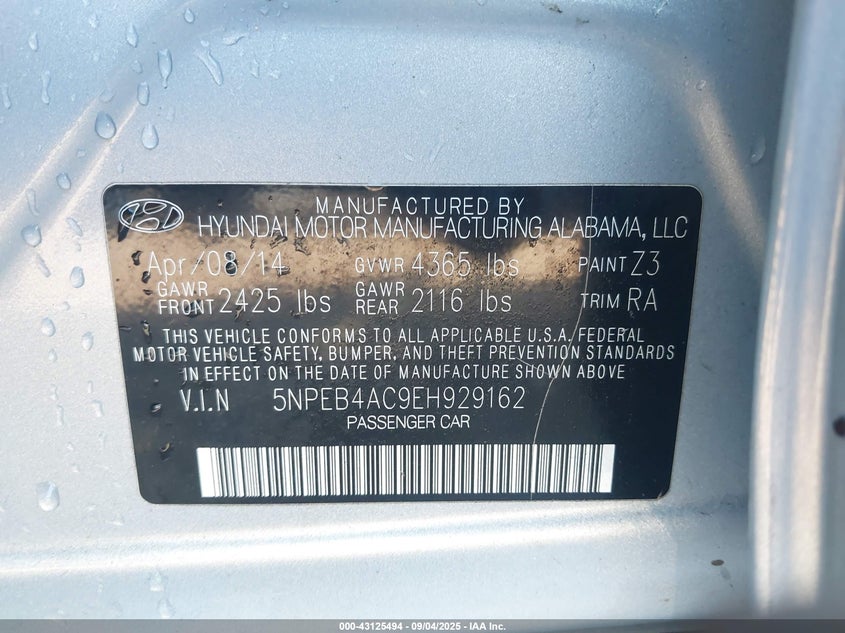 MANUFACTURED BY
HYUNDAI MOTOR MANUFACTURING ALABAMA, LLC
Apr/08/14 GVWR 4365 lbs PAINT Z3
GAWR FRONT 2425 lbs GAWR REAR 2116 lbs TRIM RA
THIS VEHICLE CONFORMS TO ALL APPLICABLE U.S.A. FEDERAL
MOTOR VEHICLE SAFETY, BUMPER, AND THEFT PREVENTION STANDARDS
IN EFFECT ON THE DATE OF MANUFACTURE SHOWN ABOVE
V.I.N 5NPEB4AC9EH929162
PASSENGER CAR
000-43125494 - 09/04/2025 - IAA Inc.